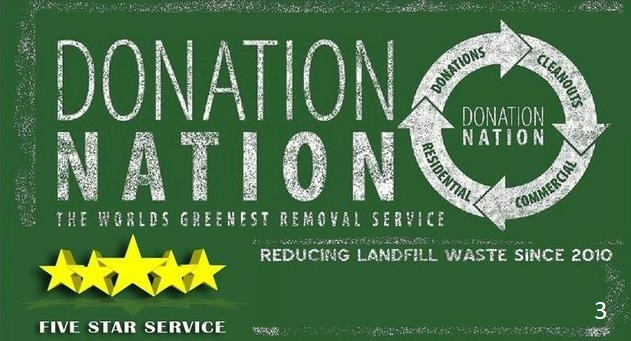 DONATION
NATION
THE WORLDS GREENEST REMOVAL SERVICE
DONATIONS
CLEANOUTS
COMMERCIAL
RESIDENTIAL
DONATION
NATION
REDUCING LANDFILL WASTE SINCE 2010
FIVE STAR SERVICE
3